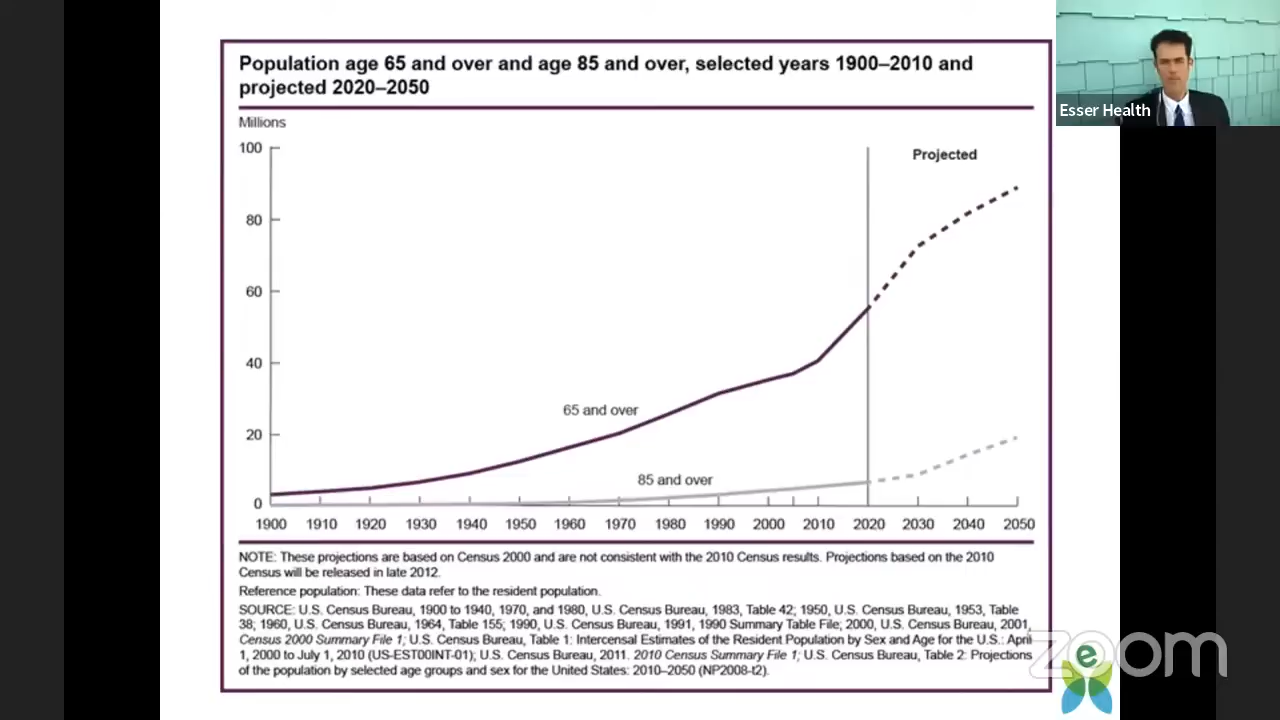 Population age 65 and over and age 85 and over, selected years 1900–2010 and
projected 2020–2050
Millions
100
Projected
80
60
40
65 and over
20
85 and over
0
1900 1910 1920 1930 1940 1950 1960 1970 1980 1990 2000 2010 2020 2030 2040 2050
NOTE: These projections are based on Census 2000 and are not consistent with the 2010 Census results. Projections based on the 2010
Census will be released in late 2012.
Reference population: These data refer to the resident population.
SOURCE: U.S. Census Bureau, 1900 to 1940, 1970, and 1980, U.S. Census Bureau, 1983, Table 42; 1950, U.S. Census Bureau, 1953, Table
38; 1960, U.S. Census Bureau, 1964, Table 155; 1990, U.S. Census Bureau, 1991, 1990 Summary Table File; 2000, U.S. Census Bureau, 2001,
Census 2000 Summary File 1; U.S. Census Bureau, Table 1: Intercensal Estimates of the Resident Population by Sex and Age for the U.S.: April
1, 2000 to July 1, 2010 (US-EST00INT-01); U.S. Census Bureau, 2011. 2010 Census Summary File 1; U.S. Census Bureau, Table 2: Projections
of the population by selected age groups and sex for the United States: 2010–2050 (NP2008-t2).
Esser Health
zoom
e